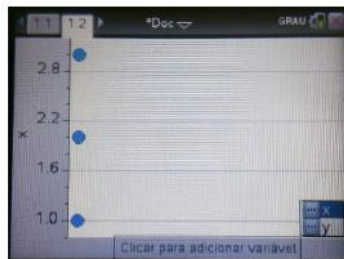 1.1 1.2 *Doc GRAU
2.8
2.2
x
1.6
1.0
x
y
Clicar para adicionar variável